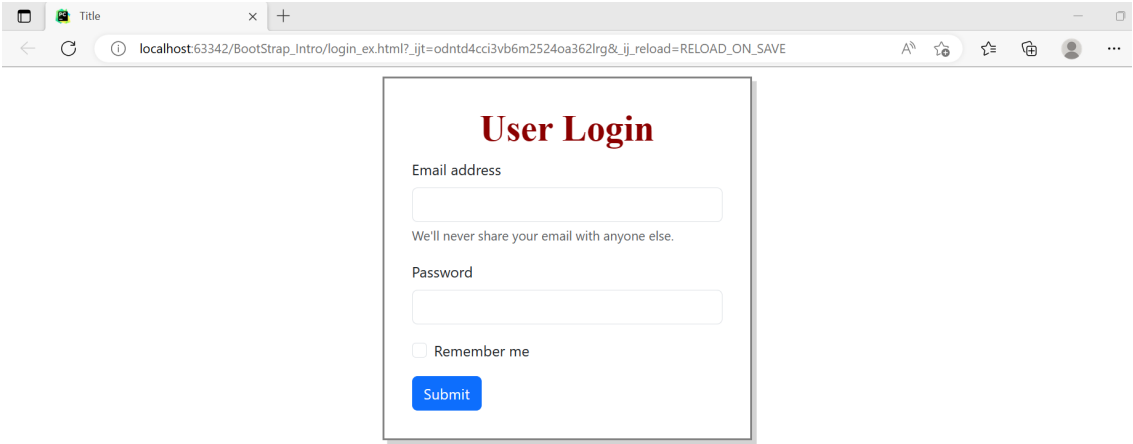 Title
localhost:63342/BootStrap_Intro/login_ex.html?_ijt=odntd4cci3vb6m2524oa362lrg&_ij_reload=RELOAD_ON_SAVE
User Login
Email address
We'll never share your email with anyone else.
Password
Remember me
Submit